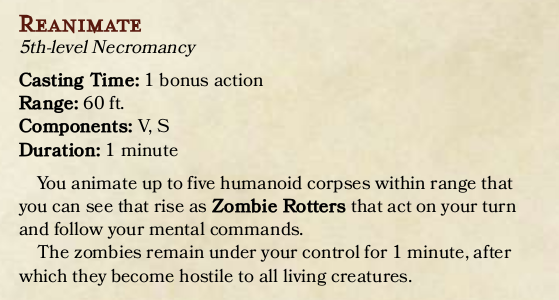 Reanimate
5th-level Necromancy
Casting Time: 1 bonus action
Range: 60 ft.
Components: V, S
Duration: 1 minute
You animate up to five humanoid corpses within range that
you can see that rise as Zombie Rotters that act on your turn
and follow your mental commands.
The zombies remain under your control for 1 minute, after
which they become hostile to all living creatures.